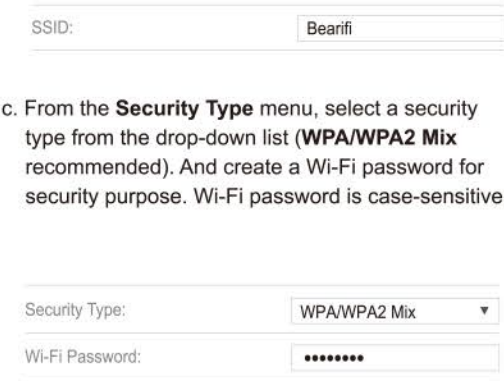 SSID: Bearifi
c. From the Security Type menu, select a security
type from the drop-down list (WPA/WPA2 Mix
recommended). And create a Wi-Fi password for
security purpose. Wi-Fi password is case-sensitive
Security Type: WPA/WPA2 Mix
Wi-Fi Password: ••••••••